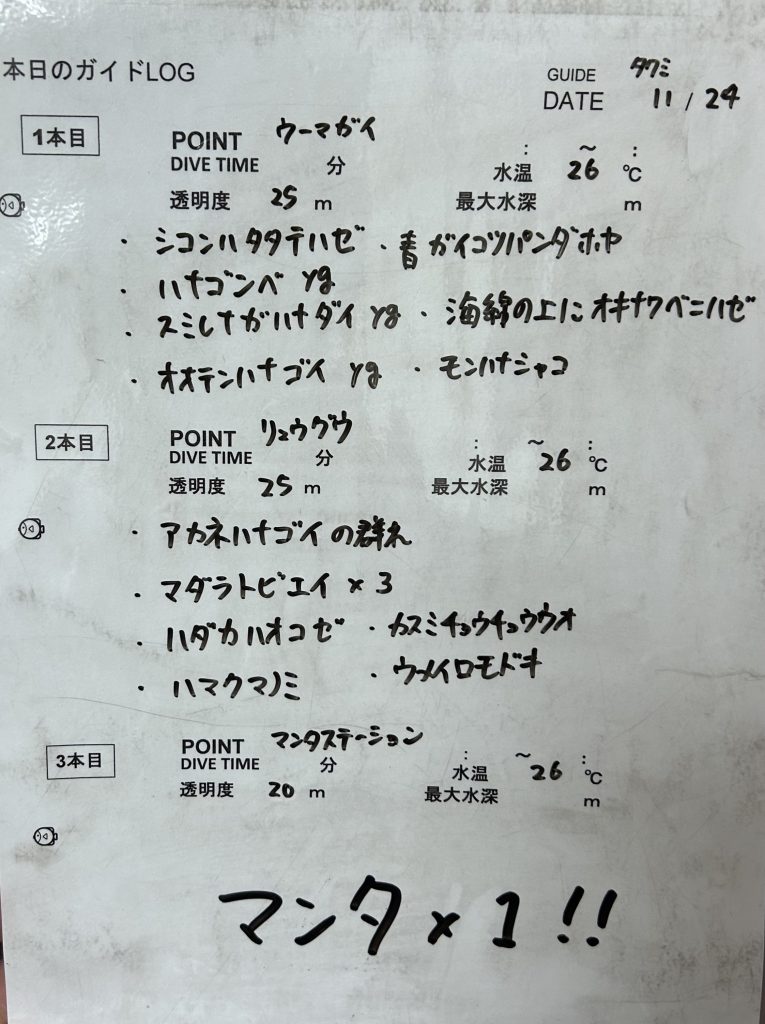 本日のガイドLOG
GUIDE タクミ
DATE 11 / 24
1本目 POINT ウーマガイ : ～ :
DIVE TIME 分 水温 26 ℃
透明度 25 m 最大水深 m
・シコンハタタテハゼ ・青ガイコツパンダホヤ
・ハナゴンベ yg
・スミレナガハナダイ yg ・海綿の上にオキナワベニハゼ
・オオテンハナゴイ yg ・モンハナシャコ
2本目 POINT リュウグウ : ～ :
DIVE TIME 分 水温 26 ℃
透明度 25 m 最大水深 m
・アカネハナゴイの群れ
・マダラトビエイ×3
・ハダカハオコゼ ・カスミチョウチョウウオ
・ハマクマノミ ・ウメイロモドキ
3本目 POINT マンタステーション : ～ :
DIVE TIME 分 水温 26 ℃
透明度 20 m 最大水深 m
マンタ×1!!